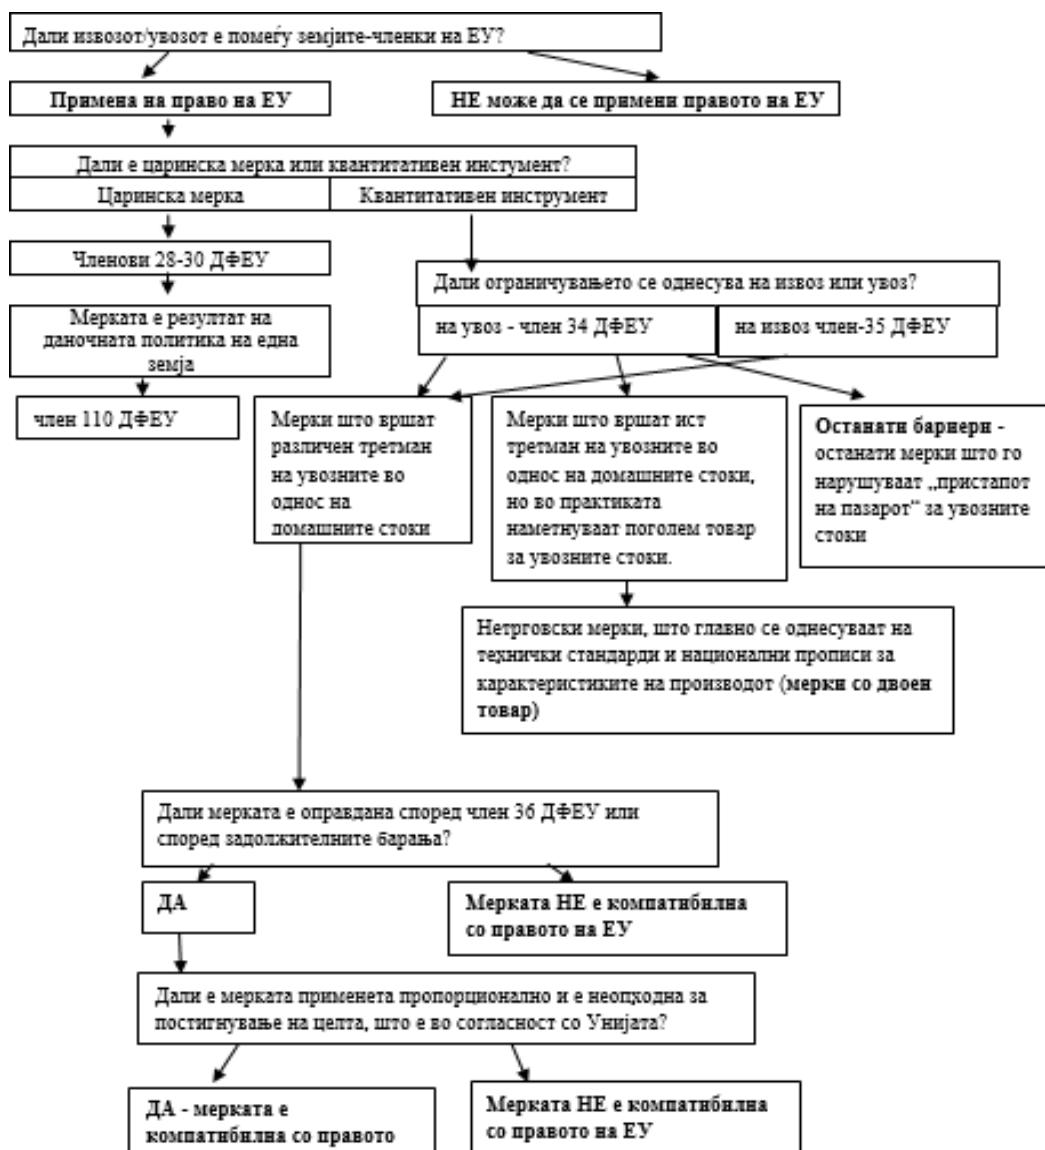 Дали извозот/увозот е помеѓу земјите-членки на ЕУ?
Примена на право на ЕУ
НЕ може да се примени правото на ЕУ
Дали е царинска мерка или квантитативен инстумент?
Царинска мерка
Квантитативен инструмент
Членови 28-30 ДФЕУ
Дали ограничувањето се однесува на извоз или увоз?
на увоз - член 34 ДФЕУ
на извоз член-35 ДФЕУ
Мерката е резултат на
даночната политика на една
земја
член 110 ДФЕУ
Мерки што вршат
различен третман
на увозните во
однос на
домашните стоки
Мерки што вршат ист
третман на увозните во
однос на домашните стоки,
но во практиката
наметнуваат поголем товар
за увозните стоки.
Останати бариери -
останати мерки што го
нарушуваат „пристапот
на пазарот“ за увозните
стоки
Нетрговски мерки, што главно се однесуваат на
технички стандарди и национални прописи за
карактеристиките на производот (мерки со двоен
товар)
Дали мерката е оправдана според член 36 ДФЕУ или
според задолжителните барања?
ДА
Мерката НЕ е компатибилна
со правото на ЕУ
Дали е мерката применета пропорционално и е неопходна за
постигнување на целта, што е во согласност со Унијата?
ДА - мерката е
компатибилна со правото
Мерката НЕ е компатибилна
со правото на ЕУ